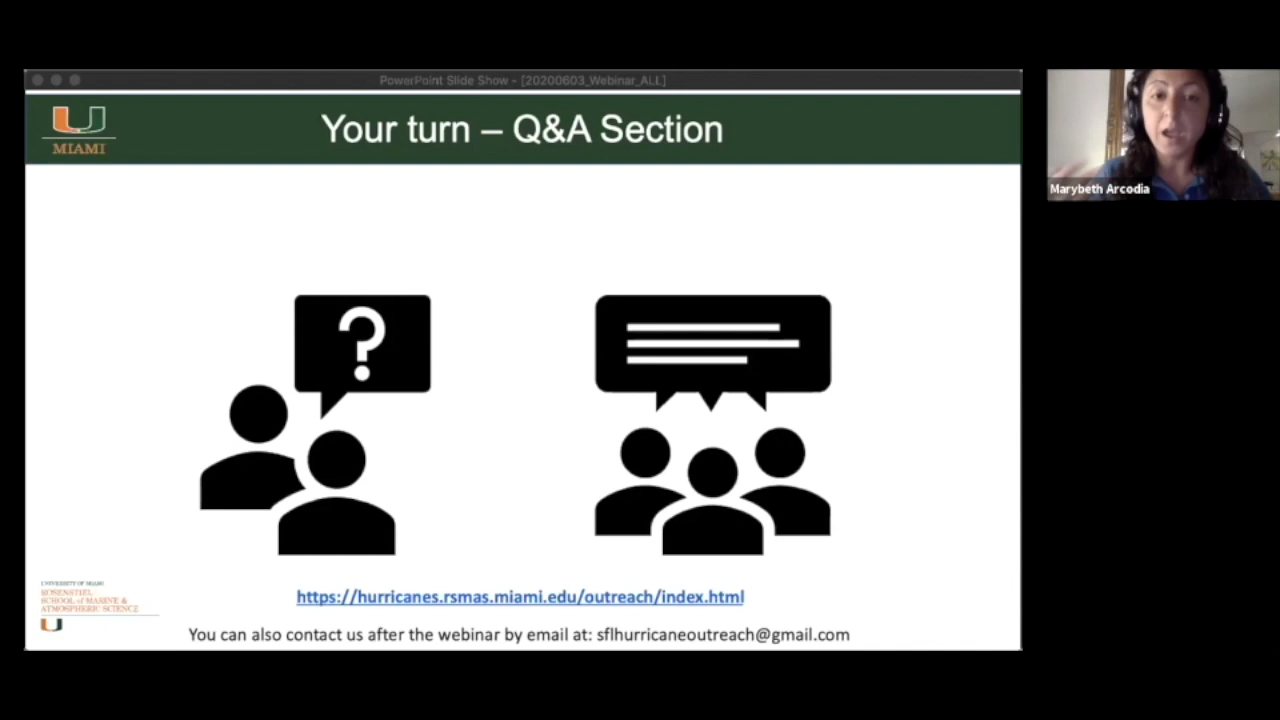 PowerPoint Slide Show - [20200603_Webinar_ALL]
MIAMI
Your turn – Q&A Section
Marybeth Arcodia
?
UNIVERSITY OF MIAMI
ROSENSTIEL
SCHOOL of MARINE &
ATMOSPHERIC SCIENCE
https://hurricanes.rsmas.miami.edu/outreach/index.html
You can also contact us after the webinar by email at: sflhurricaneoutreach@gmail.com